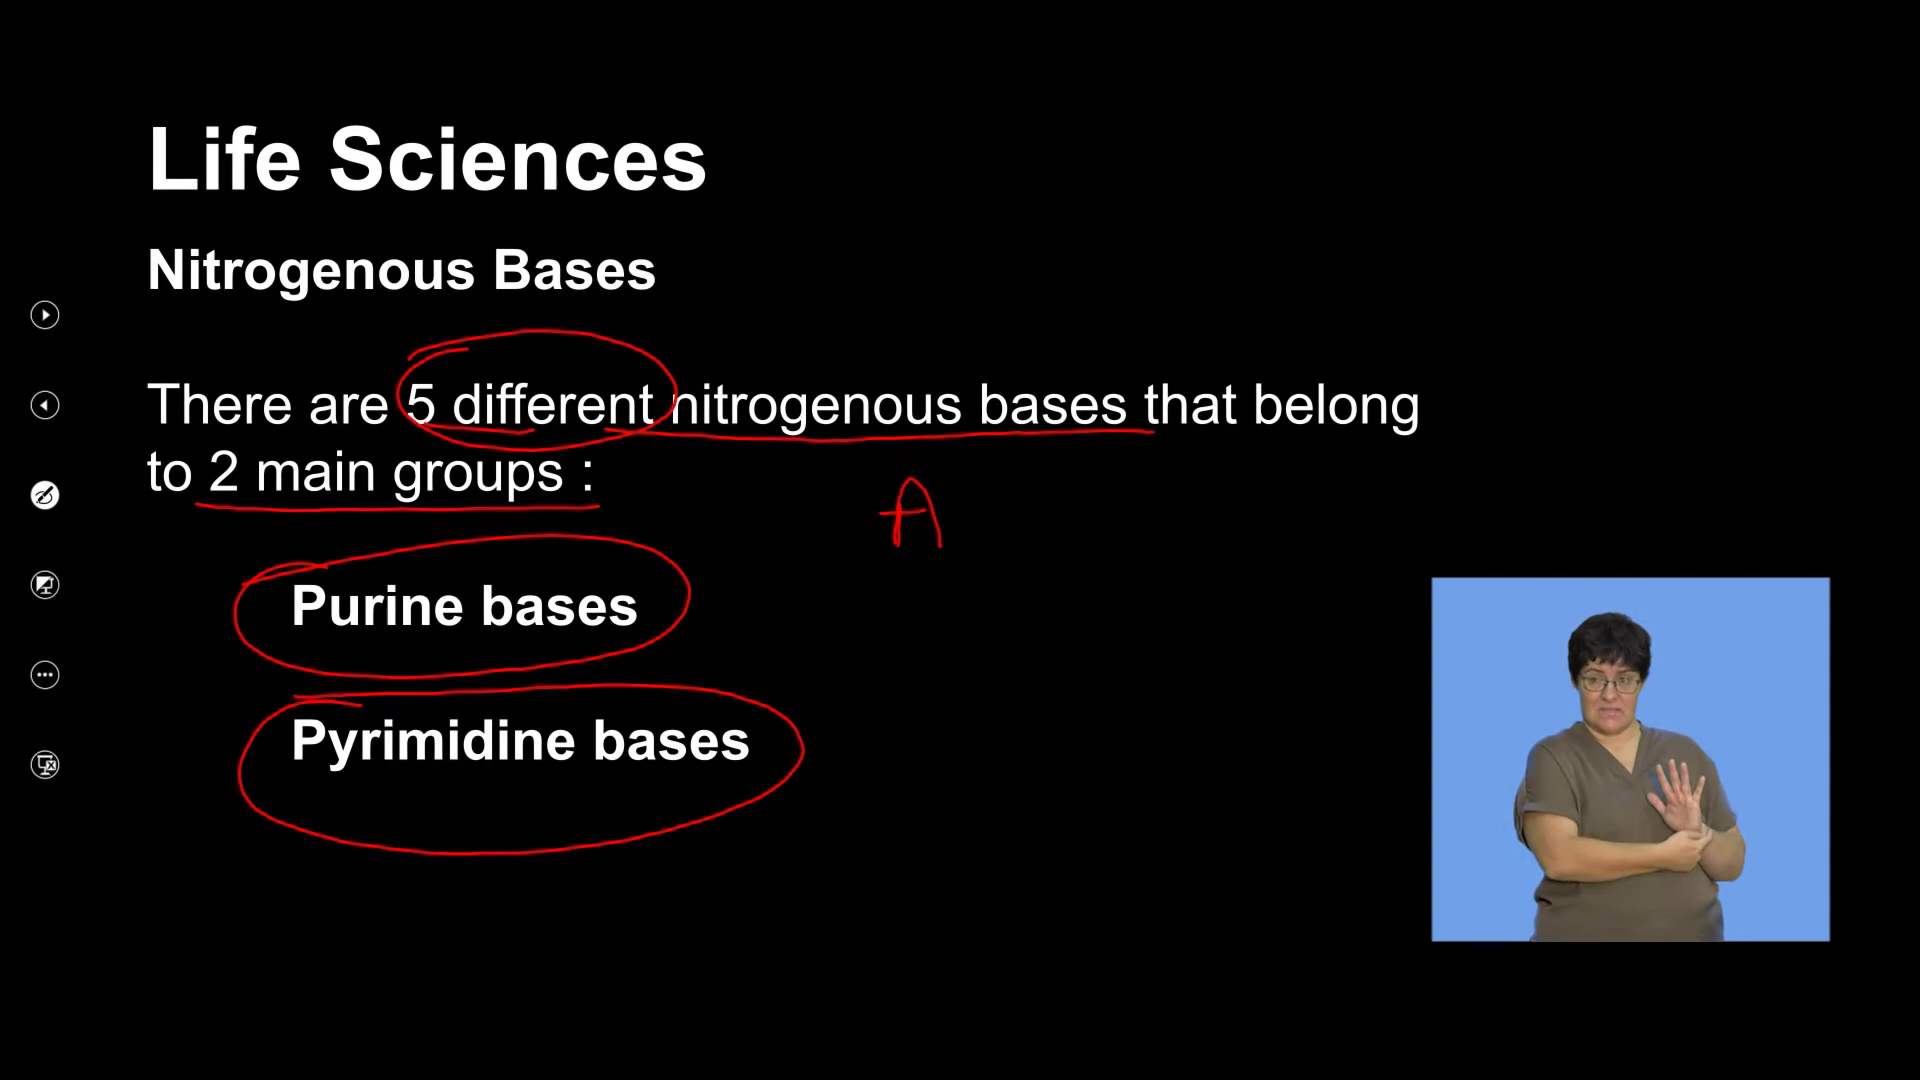 Life Sciences
Nitrogenous Bases
There are 5 different nitrogenous bases that belong
to 2 main groups :
A
Purine bases
Pyrimidine bases